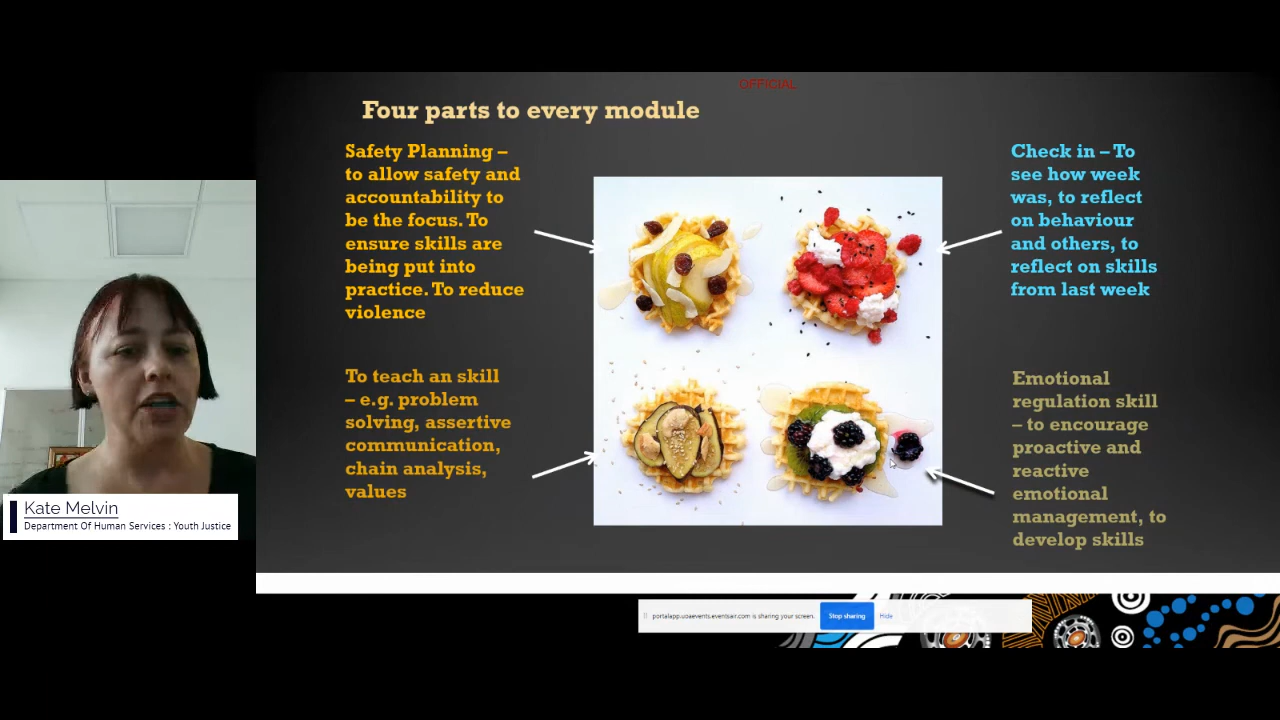 OFFICIAL
Four parts to every module
Safety Planning –
to allow safety and
accountability to
be the focus. To
ensure skills are
being put into
practice. To reduce
violence
Check in – To
see how week
was, to reflect
on behaviour
and others, to
reflect on skills
from last week
To teach an skill
– e.g. problem
solving, assertive
communication,
chain analysis,
values
Emotional
regulation skill
– to encourage
proactive and
reactive
emotional
management, to
develop skills
Kate Melvin
Department Of Human Services : Youth Justice
portalapp.uoaevents.eventsair.com is sharing your screen.
Stop sharing
Hide